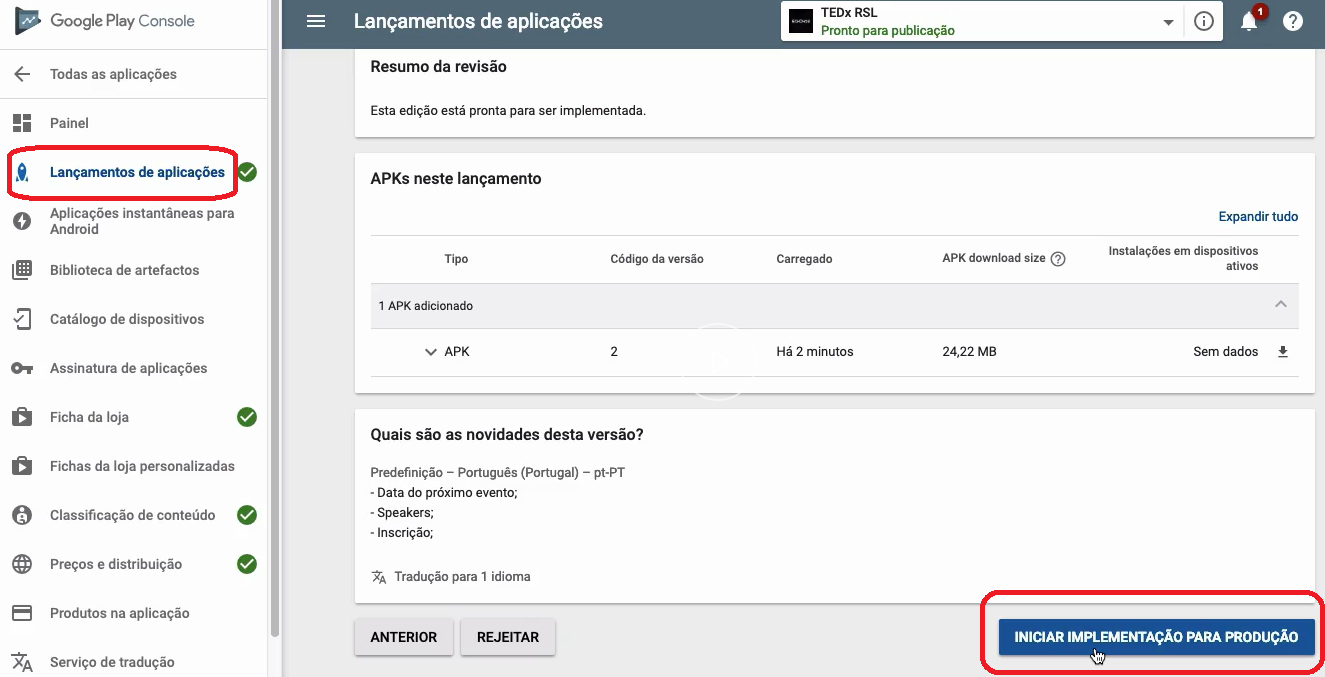 Google Play Console
Lançamentos de aplicações
TEDx RSL
Pronto para publicação
1
Todas as aplicações
Painel
Lançamentos de aplicações
Aplicações instantâneas para
Android
Biblioteca de artefactos
Catálogo de dispositivos
Assinatura de aplicações
Ficha da loja
Fichas da loja personalizadas
Classificação de conteúdo
Preços e distribuição
Produtos na aplicação
Serviço de tradução
Resumo da revisão
Esta edição está pronta para ser implementada.
APKs neste lançamento
Expandir tudo
Tipo Código da versão Carregado APK download size Instalações em dispositivos
ativos
1 APK adicionado
APK 2 Há 2 minutos 24,22 MB Sem dados
Quais são as novidades desta versão?
Predefinição – Português (Portugal) – pt-PT
- Data do próximo evento;
- Speakers;
- Inscrição;
Tradução para 1 idioma
ANTERIOR REJEITAR INICIAR IMPLEMENTAÇÃO PARA PRODUÇÃO